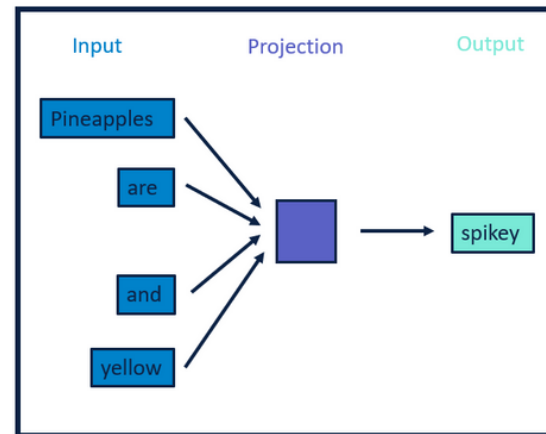 Input Projection Output
Pineapples
are
spikey
and
yellow